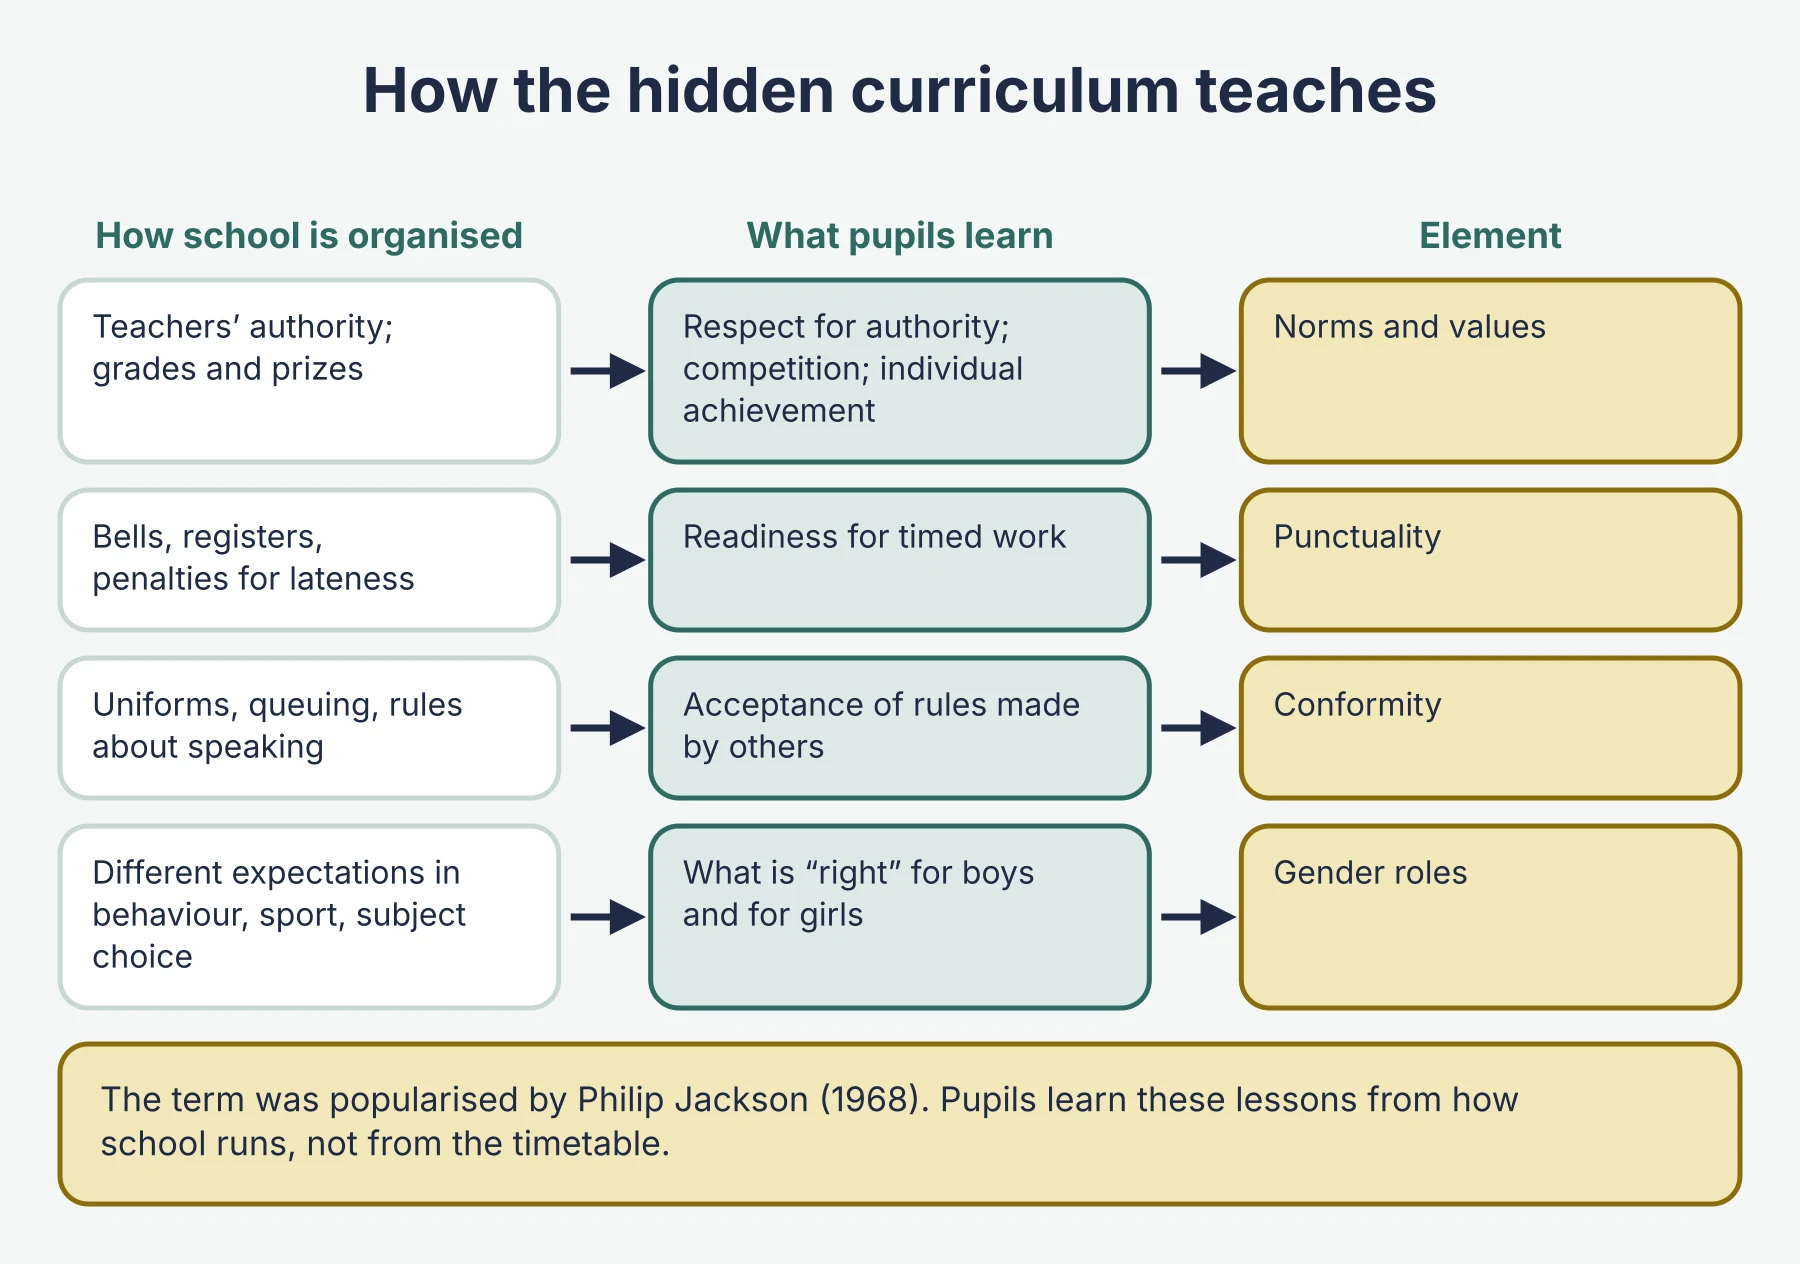 How the hidden curriculum teaches
How school is organised
What pupils learn
Element
Teachers’ authority;
grades and prizes
Respect for authority;
competition; individual
achievement
Norms and values
Bells, registers,
penalties for lateness
Readiness for timed work
Punctuality
Uniforms, queuing, rules
about speaking
Acceptance of rules made
by others
Conformity
Different expectations in
behaviour, sport, subject
choice
What is “right” for boys
and for girls
Gender roles
The term was popularised by Philip Jackson (1968). Pupils learn these lessons from how
school runs, not from the timetable.